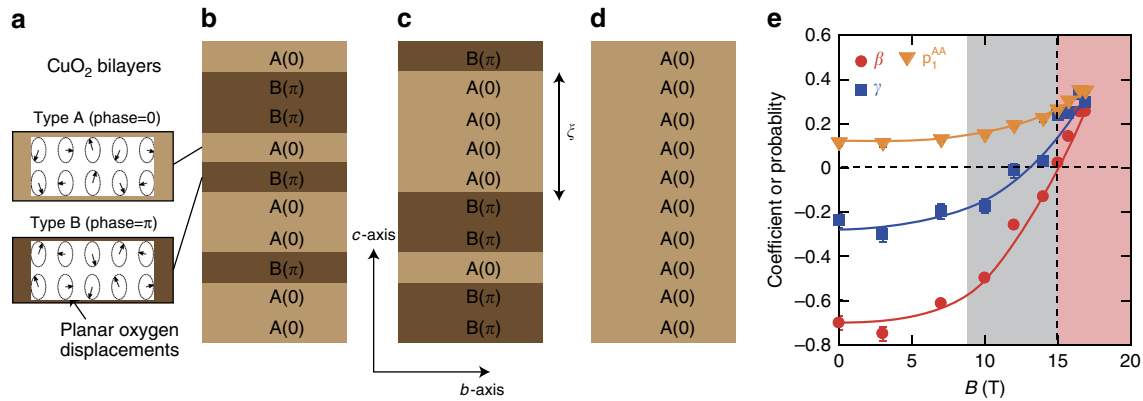 a
CuO₂ bilayers
Type A (phase=0)
Type B (phase=π)
Planar oxygen
displacements
b
A(0)
B(π)
B(π)
A(0)
B(π)
A(0)
A(0)
B(π)
A(0)
A(0)
c
B(π)
A(0)
A(0)
A(0)
A(0)
B(π)
B(π)
A(0)
B(π)
B(π)
ξ
c-axis
b-axis
d
A(0)
A(0)
A(0)
A(0)
A(0)
A(0)
A(0)
A(0)
A(0)
A(0)
e
β
p₁ᴬᴬ
γ
Coefficient or probablity
0.6
0.4
0.2
0
−0.2
−0.4
−0.6
−0.8
0
5
10
15
20
B (T)